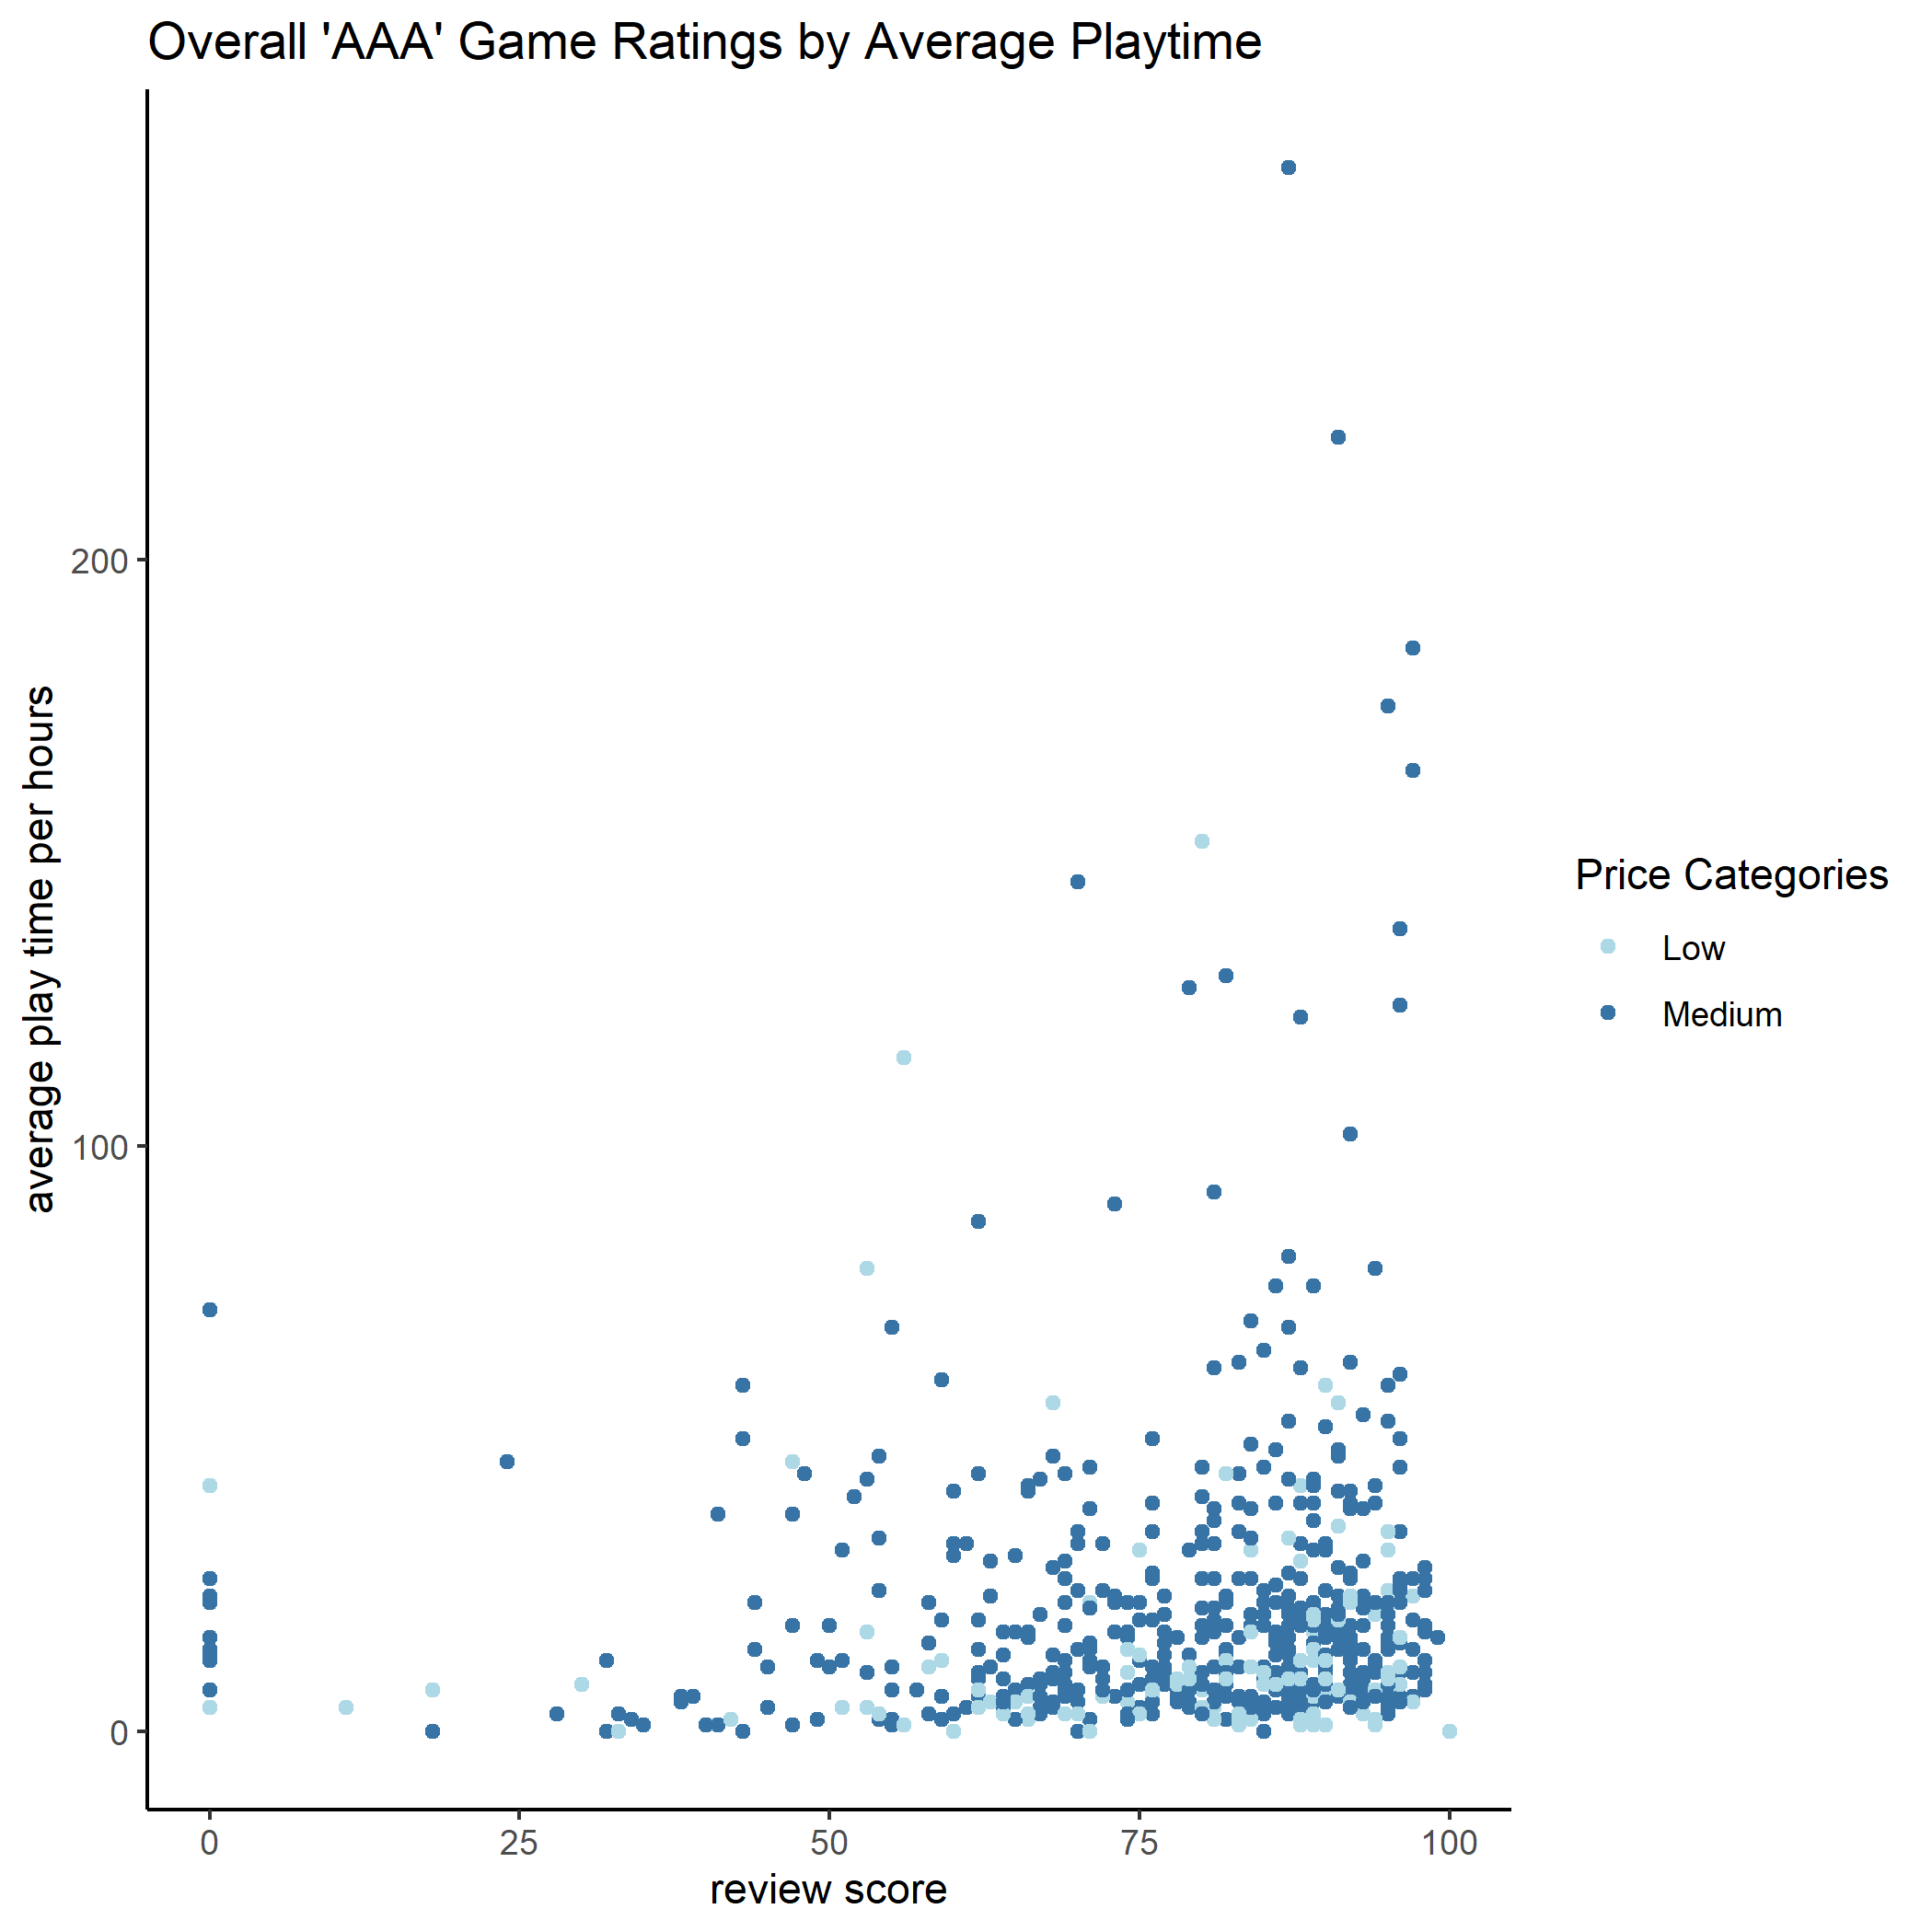 Overall 'AAA' Game Ratings by Average Playtime
average play time per hours
200
100
0
0
25
50
75
100
review score
Price Categories
Low
Medium